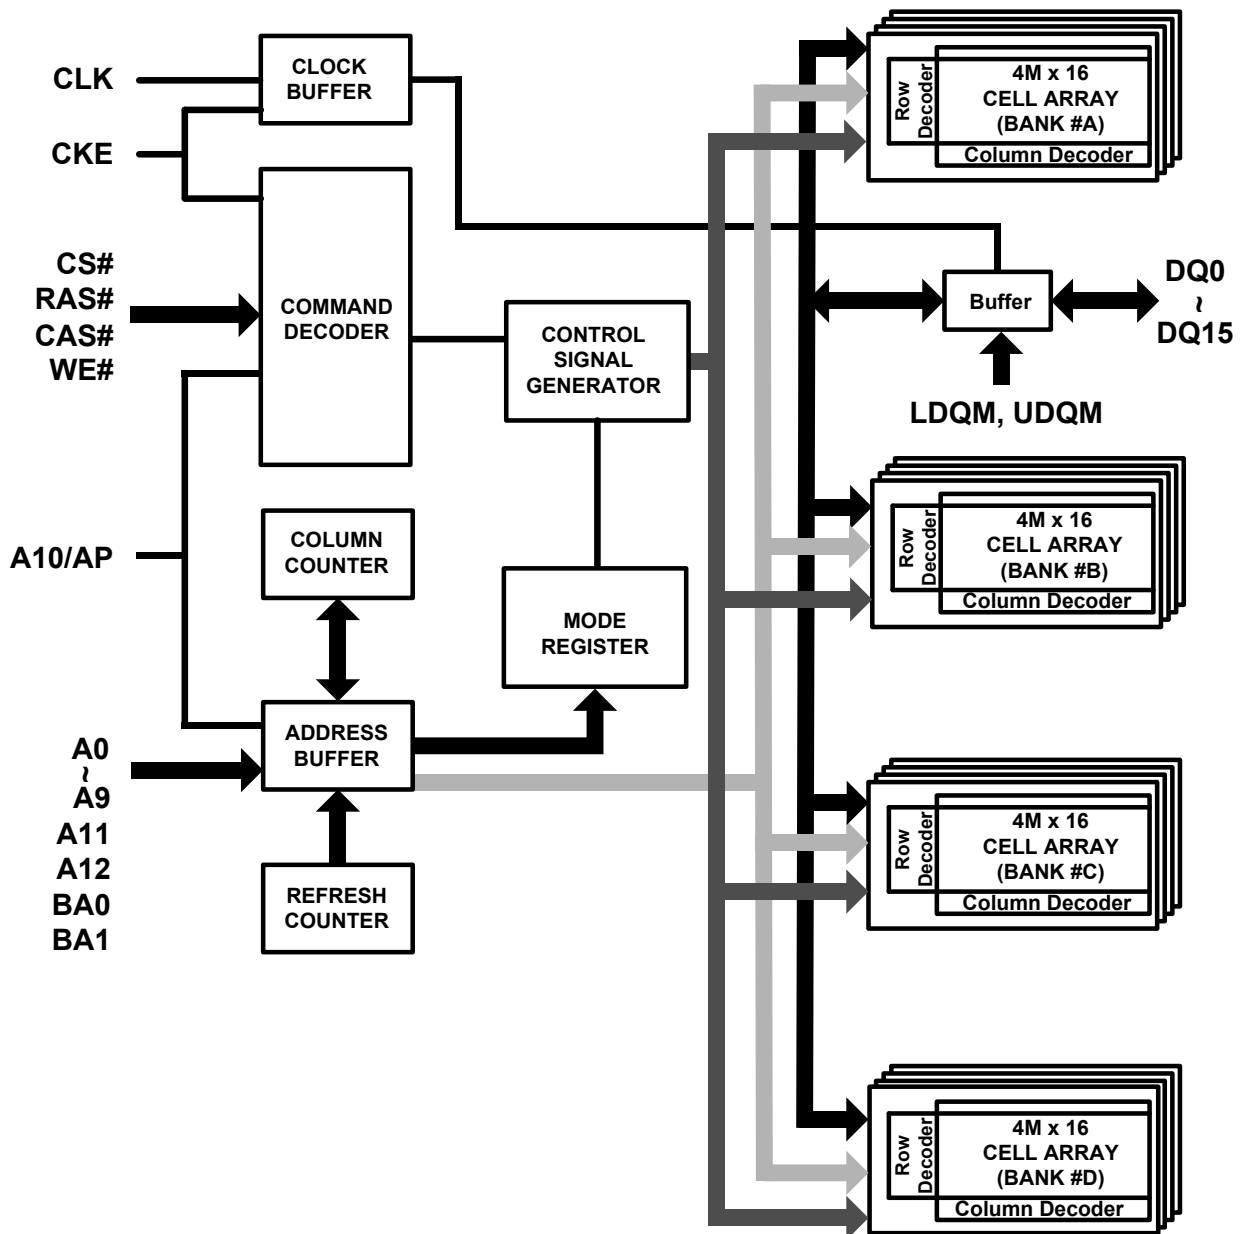 CLK
CKE
CS#
RAS#
CAS#
WE#
A10/AP
A0
~
A9
A11
A12
BA0
BA1
CLOCK
BUFFER
COMMAND
DECODER
COLUMN
COUNTER
ADDRESS
BUFFER
REFRESH
COUNTER
CONTROL
SIGNAL
GENERATOR
MODE
REGISTER
Row
Decoder
4M x 16
CELL ARRAY
(BANK #A)
Column Decoder
Buffer
DQ0
~
DQ15
LDQM, UDQM
Row
Decoder
4M x 16
CELL ARRAY
(BANK #B)
Column Decoder
Row
Decoder
4M x 16
CELL ARRAY
(BANK #C)
Column Decoder
Row
Decoder
4M x 16
CELL ARRAY
(BANK #D)
Column Decoder